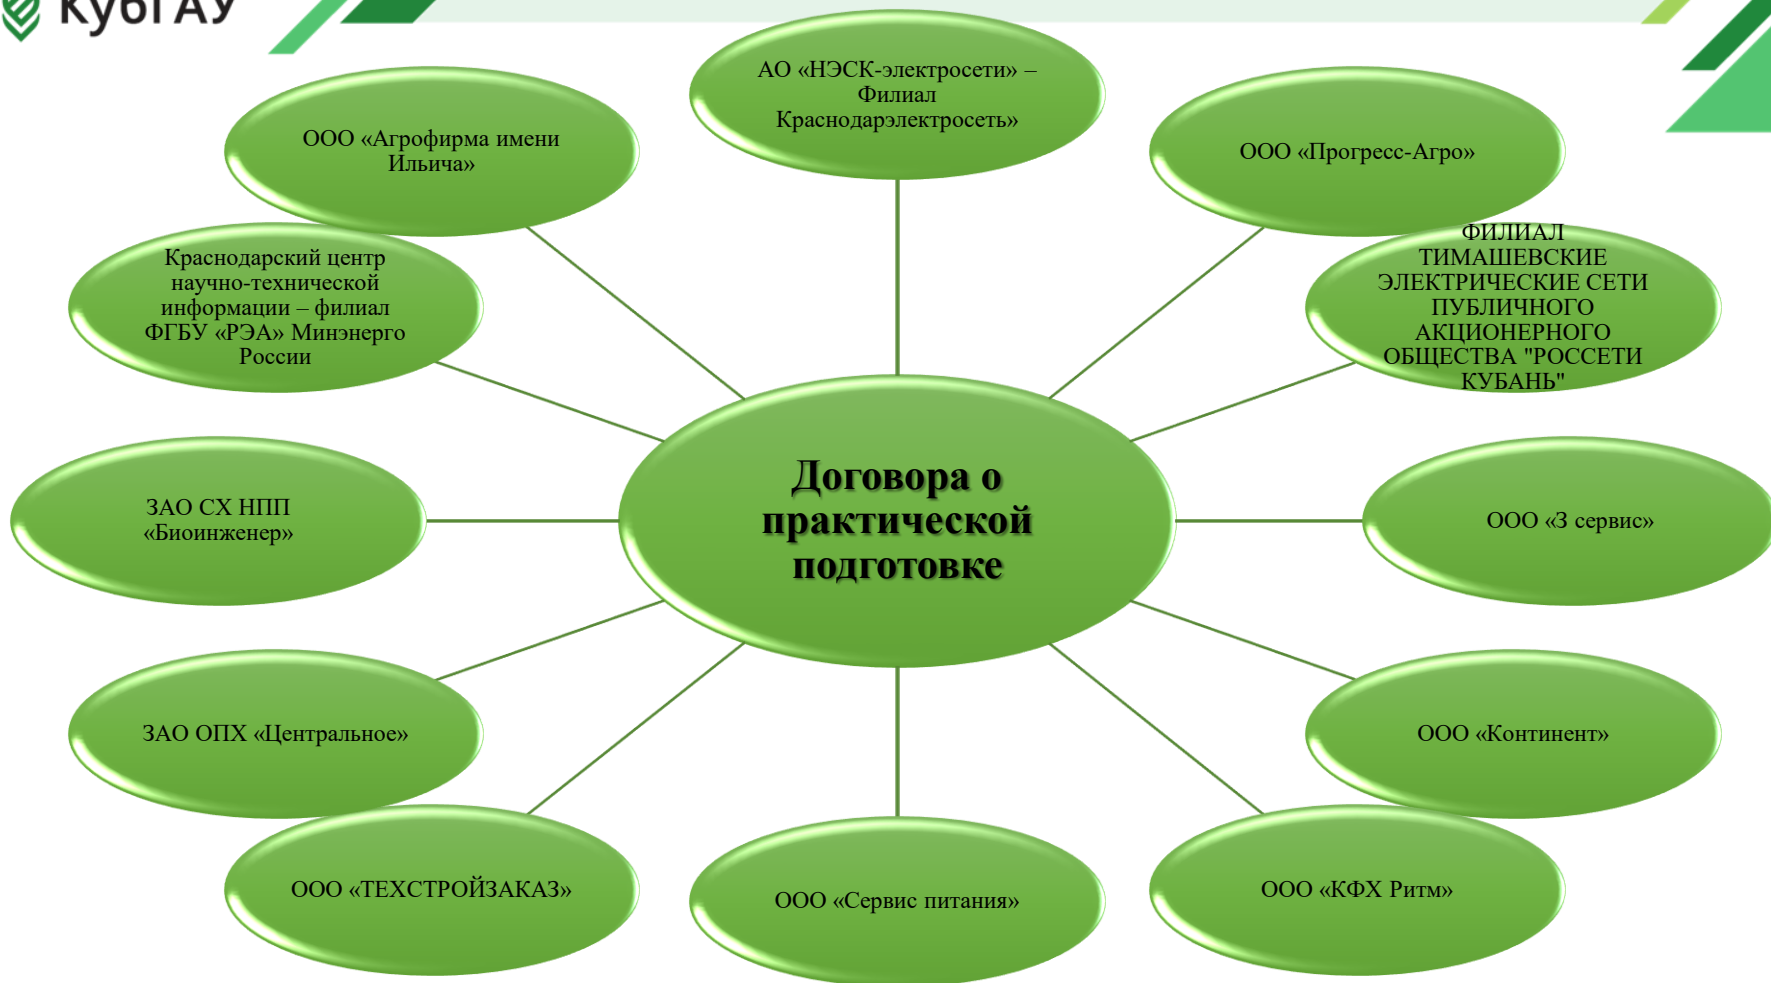 КубГАУ
АО «НЭСК-электросети» –
Филиал
Краснодарэлектросеть»
ООО «Агрофирма имени
Ильича»
ООО «Прогресс-Агро»
Краснодарский центр
научно-технической
информации – филиал
ФГБУ «РЭА» Минэнерго
России
ФИЛИАЛ
ТИМАШЕВСКИЕ
ЭЛЕКТРИЧЕСКИЕ СЕТИ
ПУБЛИЧНОГО
АКЦИОНЕРНОГО
ОБЩЕСТВА "РОССЕТИ
КУБАНЬ"
Договора о
практической
подготовке
ЗАО СХ НПП
«Биоинженер»
ООО «З сервис»
ЗАО ОПХ «Центральное»
ООО «Континент»
ООО «ТЕХСТРОЙЗАКАЗ»
ООО «Сервис питания»
ООО «КФХ Ритм»